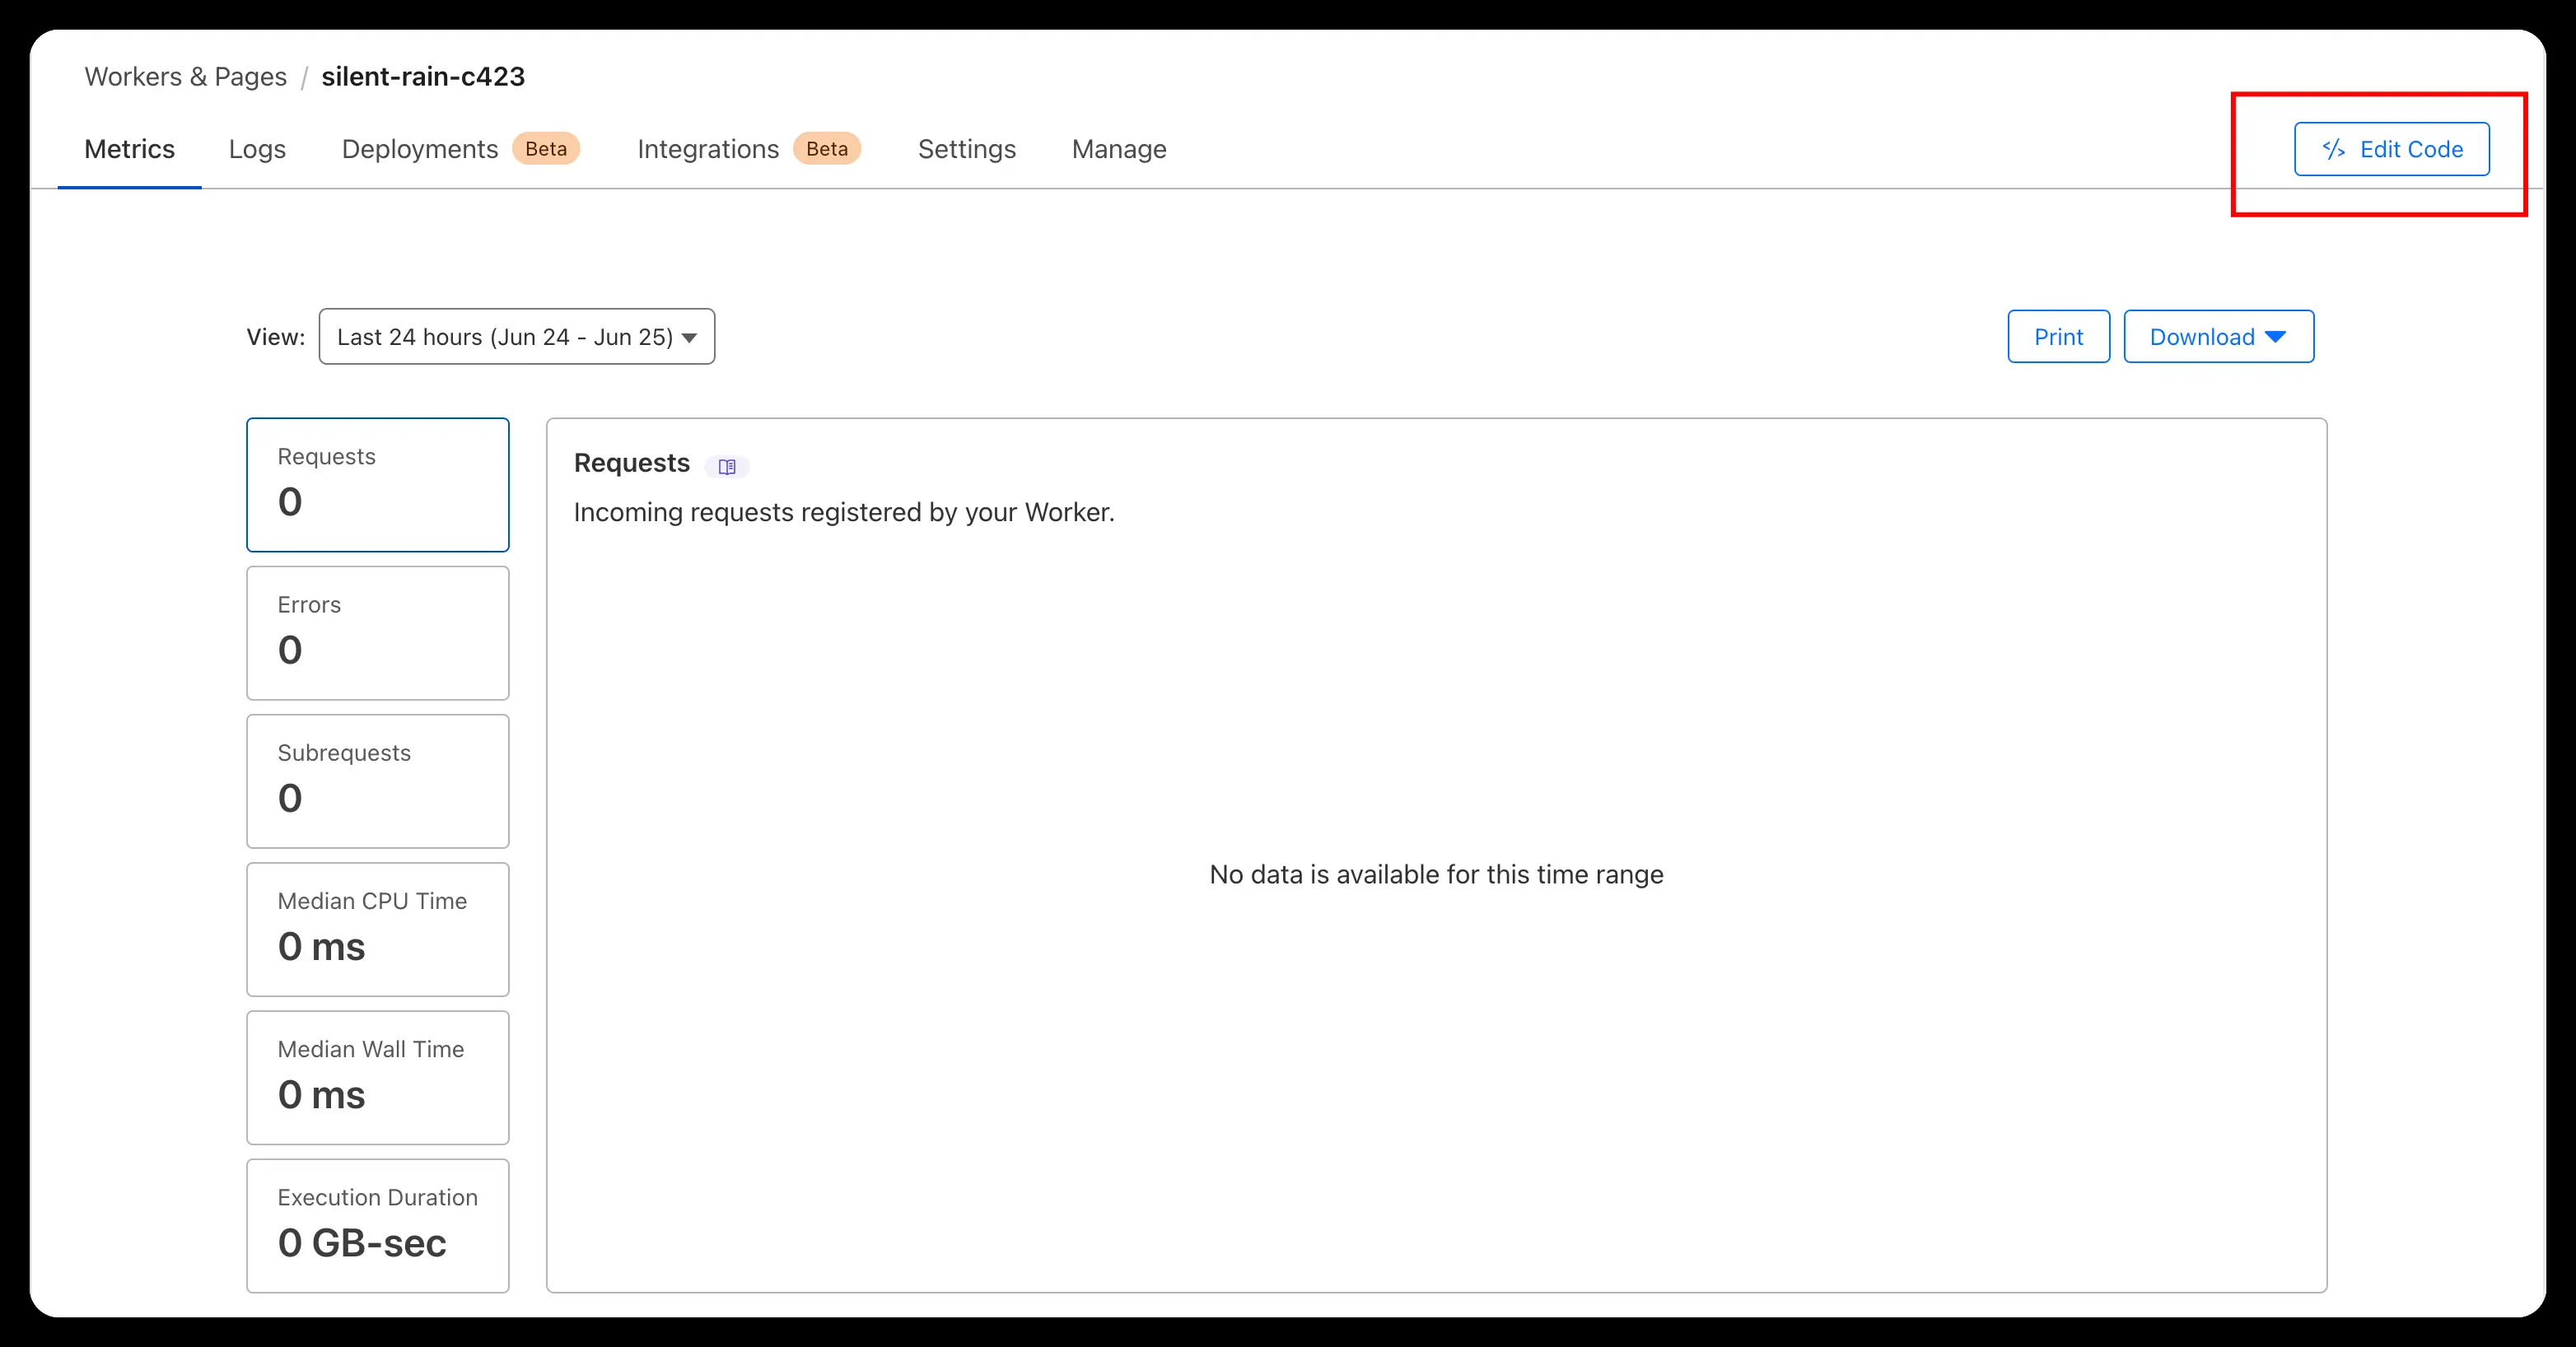 Workers & Pages / silent-rain-c423
Metrics Logs Deployments Beta Integrations Beta Settings Manage </> Edit Code
View: Last 24 hours (Jun 24 - Jun 25) Print Download
Requests
0
Errors
0
Subrequests
0
Median CPU Time
0 ms
Median Wall Time
0 ms
Execution Duration
0 GB-sec
Requests
Incoming requests registered by your Worker.
No data is available for this time range